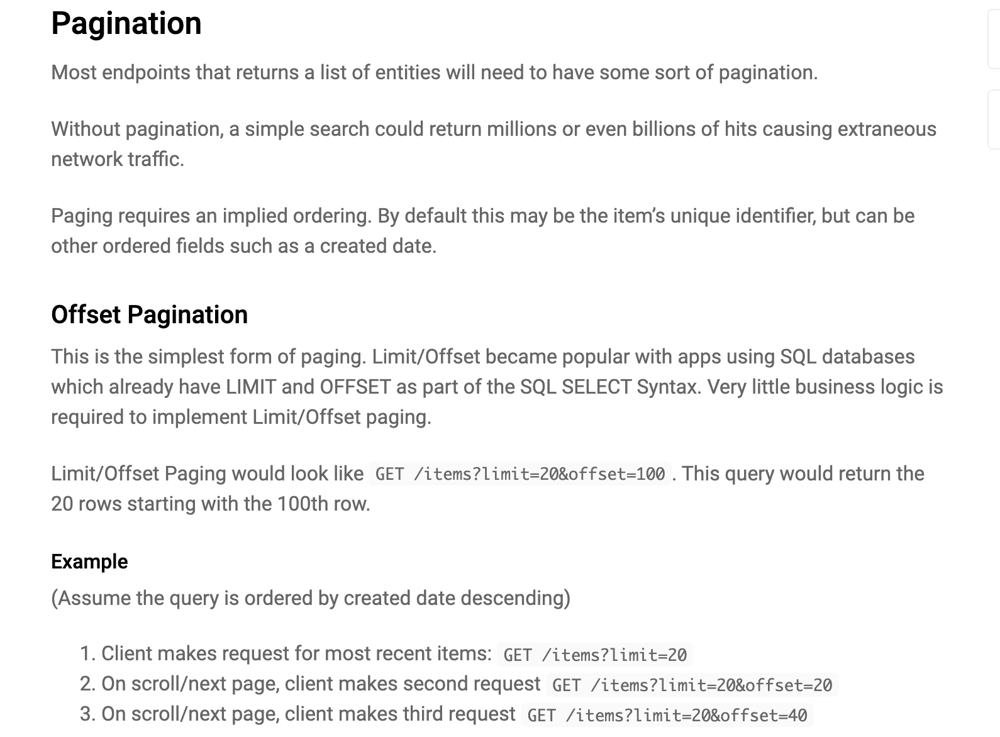 Pagination
Most endpoints that returns a list of entities will need to have some sort of pagination.
Without pagination, a simple search could return millions or even billions of hits causing extraneous
network traffic.
Paging requires an implied ordering. By default this may be the item’s unique identifier, but can be
other ordered fields such as a created date.
Offset Pagination
This is the simplest form of paging. Limit/Offset became popular with apps using SQL databases
which already have LIMIT and OFFSET as part of the SQL SELECT Syntax. Very little business logic is
required to implement Limit/Offset paging.
Limit/Offset Paging would look like GET /items?limit=20&offset=100. This query would return the
20 rows starting with the 100th row.
Example
(Assume the query is ordered by created date descending)
1. Client makes request for most recent items: GET /items?limit=20
2. On scroll/next page, client makes second request GET /items?limit=20&offset=20
3. On scroll/next page, client makes third request GET /items?limit=20&offset=40